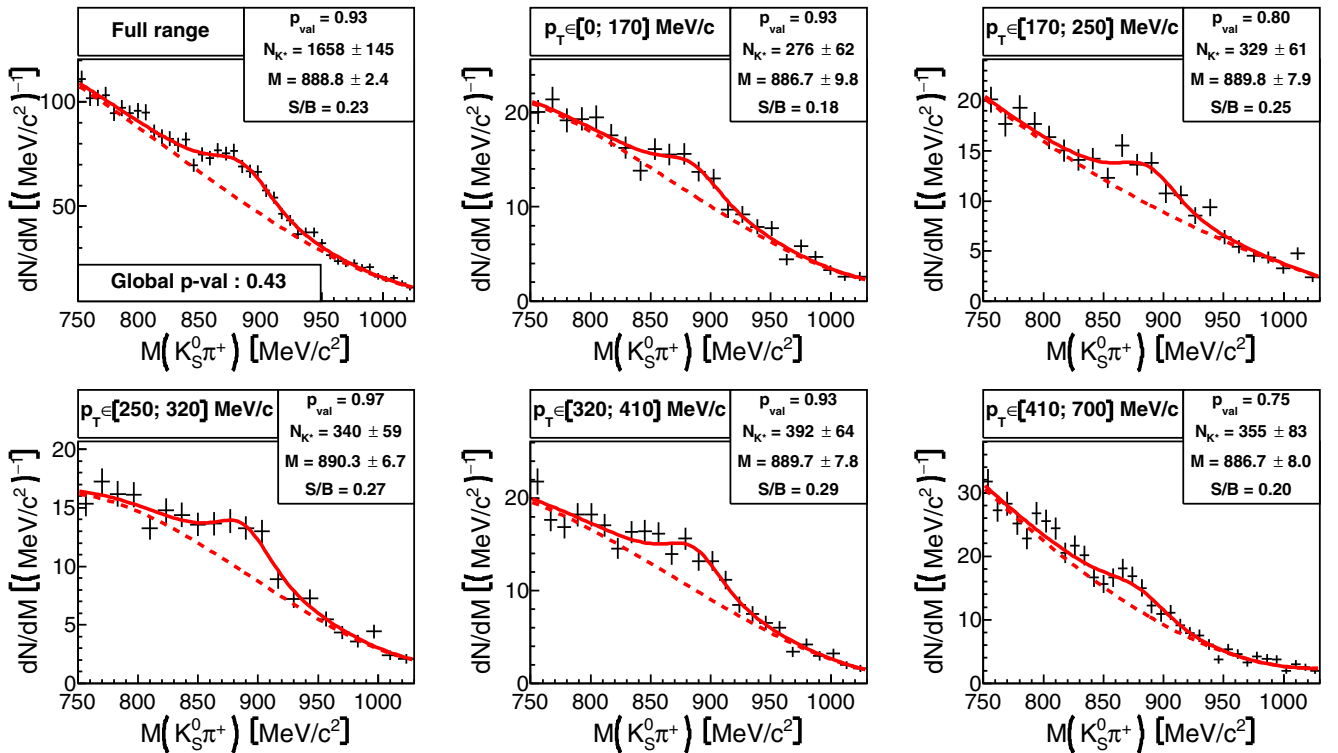 Full range
p_val = 0.93
N_K* = 1658 ± 145
M = 888.8 ± 2.4
S/B = 0.23
Global p-val : 0.43
dN/dM [(MeV/c²)⁻¹]
100
50
750 800 850 900 950 1000
M(K⁰_Sπ⁺) [MeV/c²]
p_T∈[0; 170] MeV/c
p_val = 0.93
N_K* = 276 ± 62
M = 886.7 ± 9.8
S/B = 0.18
dN/dM [(MeV/c²)⁻¹]
20
10
0
750 800 850 900 950 1000
M(K⁰_Sπ⁺) [MeV/c²]
p_T∈[170; 250] MeV/c
p_val = 0.80
N_K* = 329 ± 61
M = 889.8 ± 7.9
S/B = 0.25
dN/dM [(MeV/c²)⁻¹]
20
15
10
5
0
750 800 850 900 950 1000
M(K⁰_Sπ⁺) [MeV/c²]
p_T∈[250; 320] MeV/c
p_val = 0.97
N_K* = 340 ± 59
M = 890.3 ± 6.7
S/B = 0.27
dN/dM [(MeV/c²)⁻¹]
20
15
10
5
0
750 800 850 900 950 1000
M(K⁰_Sπ⁺) [MeV/c²]
p_T∈[320; 410] MeV/c
p_val = 0.93
N_K* = 392 ± 64
M = 889.7 ± 7.8
S/B = 0.29
dN/dM [(MeV/c²)⁻¹]
20
10
0
750 800 850 900 950 1000
M(K⁰_Sπ⁺) [MeV/c²]
p_T∈[410; 700] MeV/c
p_val = 0.75
N_K* = 355 ± 83
M = 886.7 ± 8.0
S/B = 0.20
dN/dM [(MeV/c²)⁻¹]
30
20
10
0
750 800 850 900 950 1000
M(K⁰_Sπ⁺) [MeV/c²]